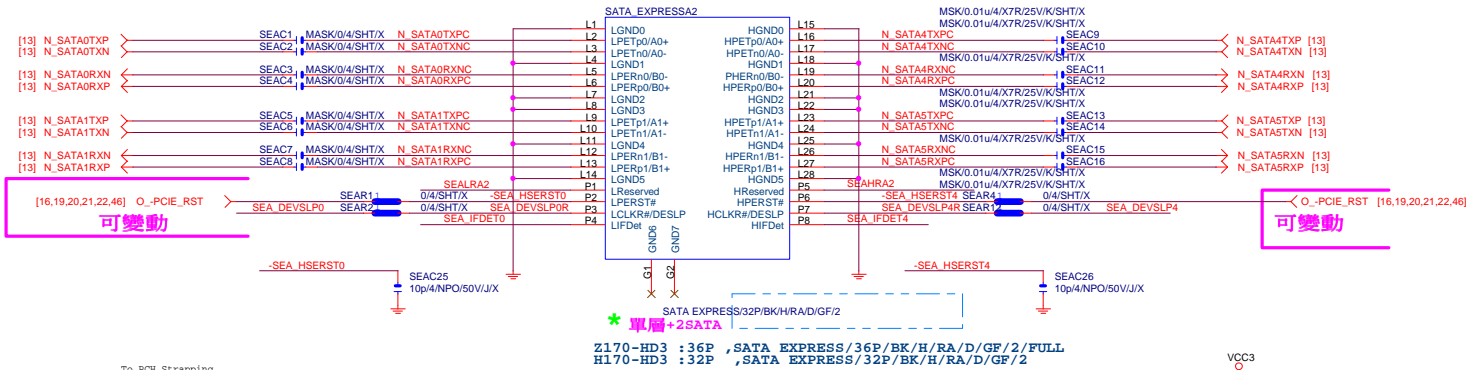 SATA_EXPRESSA2
MSK/0.01u/4/X7R/25V/K/SHT/X
MSK/0.01u/4/X7R/25V/K/SHT/X
L1 LGND0 HGND0 L15
[13] N_SATA0TXP SEAC1 MASK/0/4/SHT/X N_SATA0TXPC L2 LPETp0/A0+ HPETp0/A0+ L16 N_SATA4TXPC SEAC9 N_SATA4TXP [13]
[13] N_SATA0TXN SEAC2 MASK/0/4/SHT/X N_SATA0TXNC L3 LPETn0/A0- HPETn0/A0- L17 N_SATA4TXNC SEAC10 N_SATA4TXN [13]
L4 LGND1 HGND1 L18 MSK/0.01u/4/X7R/25V/K/SHT/X
[13] N_SATA0RXN SEAC3 MASK/0/4/SHT/X N_SATA0RXNC L5 LPERn0/B0- PHERn0/B0- L19 N_SATA4RXNC SEAC11 N_SATA4RXN [13]
[13] N_SATA0RXP SEAC4 MASK/0/4/SHT/X N_SATA0RXPC L6 LPERp0/B0+ HPERp0/B0+ L20 N_SATA4RXPC SEAC12 N_SATA4RXP [13]
MSK/0.01u/4/X7R/25V/K/SHT/X
L7 LGND2 HGND2 L21 MSK/0.01u/4/X7R/25V/K/SHT/X
L8 LGND3 HGND3 L22 MSK/0.01u/4/X7R/25V/K/SHT/X
[13] N_SATA1TXP SEAC5 MASK/0/4/SHT/X N_SATA1TXPC L9 LPETp1/A1+ HPETp1/A1+ L23 N_SATA5TXPC SEAC13 N_SATA5TXP [13]
[13] N_SATA1TXN SEAC6 MASK/0/4/SHT/X N_SATA1TXNC L10 LPETn1/A1- HPETn1/A1- L24 N_SATA5TXNC SEAC14 N_SATA5TXN [13]
L11 LGND4 HGND4 L25 MSK/0.01u/4/X7R/25V/K/SHT/X
[13] N_SATA1RXN SEAC7 MASK/0/4/SHT/X N_SATA1RXNC L12 LPERn1/B1- HPERn1/B1- L26 N_SATA5RXNC SEAC15 N_SATA5RXN [13]
[13] N_SATA1RXP SEAC8 MASK/0/4/SHT/X N_SATA1RXPC L13 LPERp1/B1+ HPERp1/B1+ L27 N_SATA5RXPC SEAC16 N_SATA5RXP [13]
L14 LGND5 HGND5 L28 MSK/0.01u/4/X7R/25V/K/SHT/X
SEALRA2 P1 LReserved HReserved P5 SEAHRA2
[16,19,20,21,22,46] O_-PCIE_RST SEAR1 0/4/SHT/X -SEA_HSERST0 P2 LPERST# HPERST# P6 -SEA_HSERST4 SEAR4 0/4/SHT/X O_-PCIE_RST [16,19,20,21,22,46]
SEA_DEVSLP0 SEAR2 0/4/SHT/X SEA_DEVSLP0R P3 LCLKR#/DESLP HCLKR#/DESLP P7 SEA_DEVSLP4R SEAR12 0/4/SHT/X SEA_DEVSLP4
SEA_IFDET0 P4 LIFDet HIFDet P8 SEA_IFDET4
可變動
可變動
GND6 GND7
G1 G2
-SEA_HSERST0
SEAC25
10p/4/NPO/50V/J/X
-SEA_HSERST4
SEAC26
10p/4/NPO/50V/J/X
SATA EXPRESS/32P/BK/H/RA/D/GF/2
* 單層+2SATA
Z170-HD3 :36P ,SATA EXPRESS/36P/BK/H/RA/D/GF/2/FULL
H170-HD3 :32P ,SATA EXPRESS/32P/BK/H/RA/D/GF/2
VCC3
To PCH Strapping